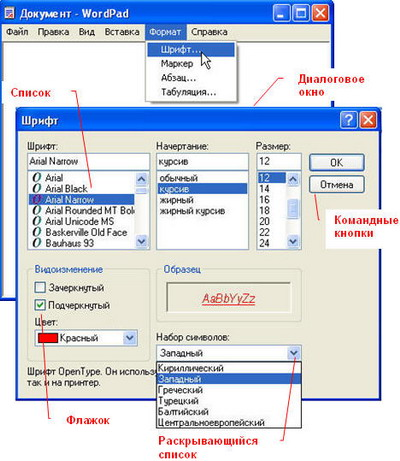 Документ - WordPad
Файл Правка Вид Вставка Формат Справка
Шрифт...
Маркер
Абзац...
Табуляция...
Диалоговое
окно
Список
Шрифт
Шрифт: Начертание: Размер:
Arial Narrow курсив 12
Arial обычный 12
Arial Black курсив 14
Arial Narrow жирный 16
Arial Rounded MT Bol жирный курсив 18
Arial Unicode MS 20
Baskerville Old Face 22
Bauhaus 93 24
OK
Отмена
Командные
кнопки
Видоизменение
Зачеркнутый
Подчеркнутый
Цвет:
Красный
Образец
AaBbYyZz
Набор символов:
Западный
Кириллический
Западный
Греческий
Турецкий
Балтийский
Центральноевропейский
Шрифт OpenType. Он использ
так и на принтер.
Флажок
Раскрывающийся
список